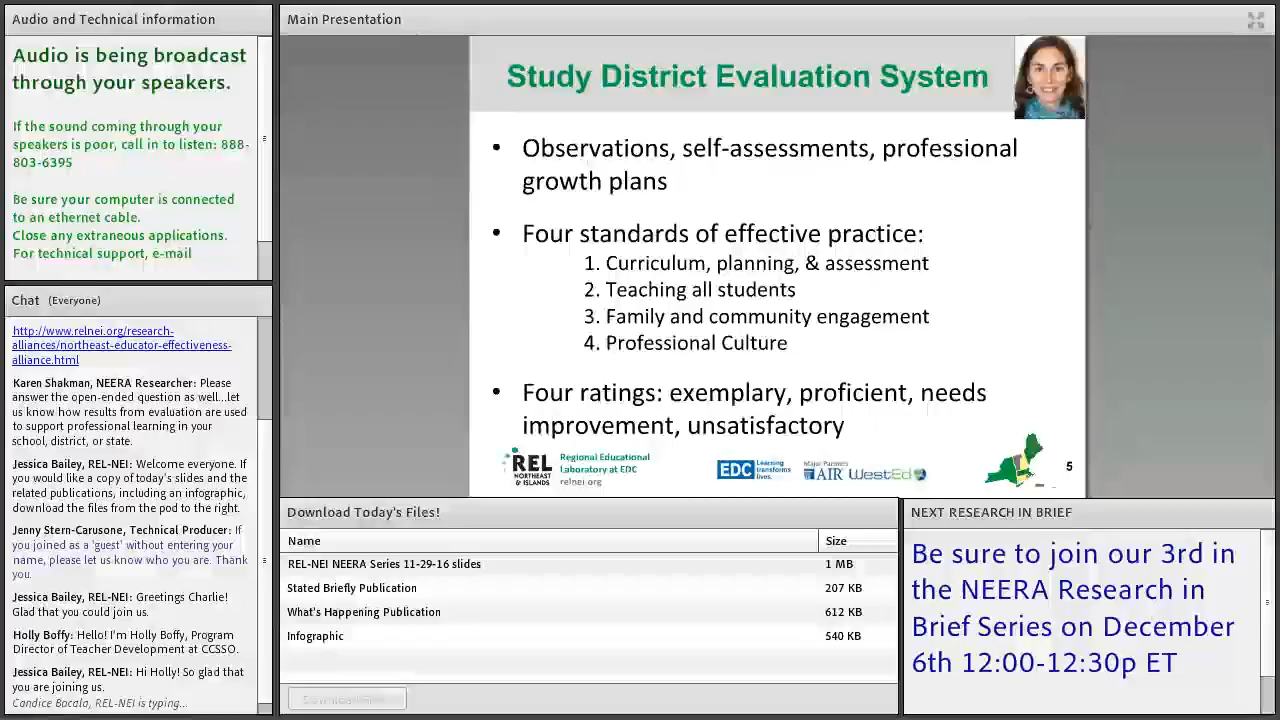 Audio and Technical information
Audio is being broadcast
through your speakers.
If the sound coming through your
speakers is poor, call in to listen: 888-
803-6395
Be sure your computer is connected
to an ethernet cable.
Close any extraneous applications.
For technical support, e-mail
Chat (Everyone)
http://www.relnei.org/research-
alliances/northeast-educator-effectiveness-
alliance.html
Karen Shakman, NEERA Researcher: Please
answer the open-ended question as well...let
us know how results from evaluation are used
to support professional learning in your
school, district, or state.
Jessica Bailey, REL-NEI: Welcome everyone. If
you would like a copy of today's slides and the
related publications, including an infographic,
download the files from the pod to the right.
Jenny Stern-Carusone, Technical Producer: If
you joined as a 'guest' without entering your
name, please let us know who you are. Thank
you.
Jessica Bailey, REL-NEI: Greetings Charlie!
Glad that you could join us.
Holly Boffy: Hello! I'm Holly Boffy, Program
Director of Teacher Development at CCSSO.
Jessica Bailey, REL-NEI: Hi Holly! So glad that
you are joining us.
Candice Bocala, REL-NEI is typing...
Main Presentation
Study District Evaluation System
• Observations, self-assessments, professional
growth plans
• Four standards of effective practice:
1. Curriculum, planning, & assessment
2. Teaching all students
3. Family and community engagement
4. Professional Culture
• Four ratings: exemplary, proficient, needs
improvement, unsatisfactory
REL
NORTHEAST
& ISLANDS
Regional Educational
Laboratory at EDC
relnei.org
EDC Learning
transforms
lives.
Major Partners
AIR WestEd
5
Download Today's Files!
Name Size
REL-NEI NEERA Series 11-29-16 slides 1 MB
Stated Briefly Publication 207 KB
What's Happening Publication 612 KB
Infographic 540 KB
NEXT RESEARCH IN BRIEF
Be sure to join our 3rd in
the NEERA Research in
Brief Series on December
6th 12:00-12:30p ET